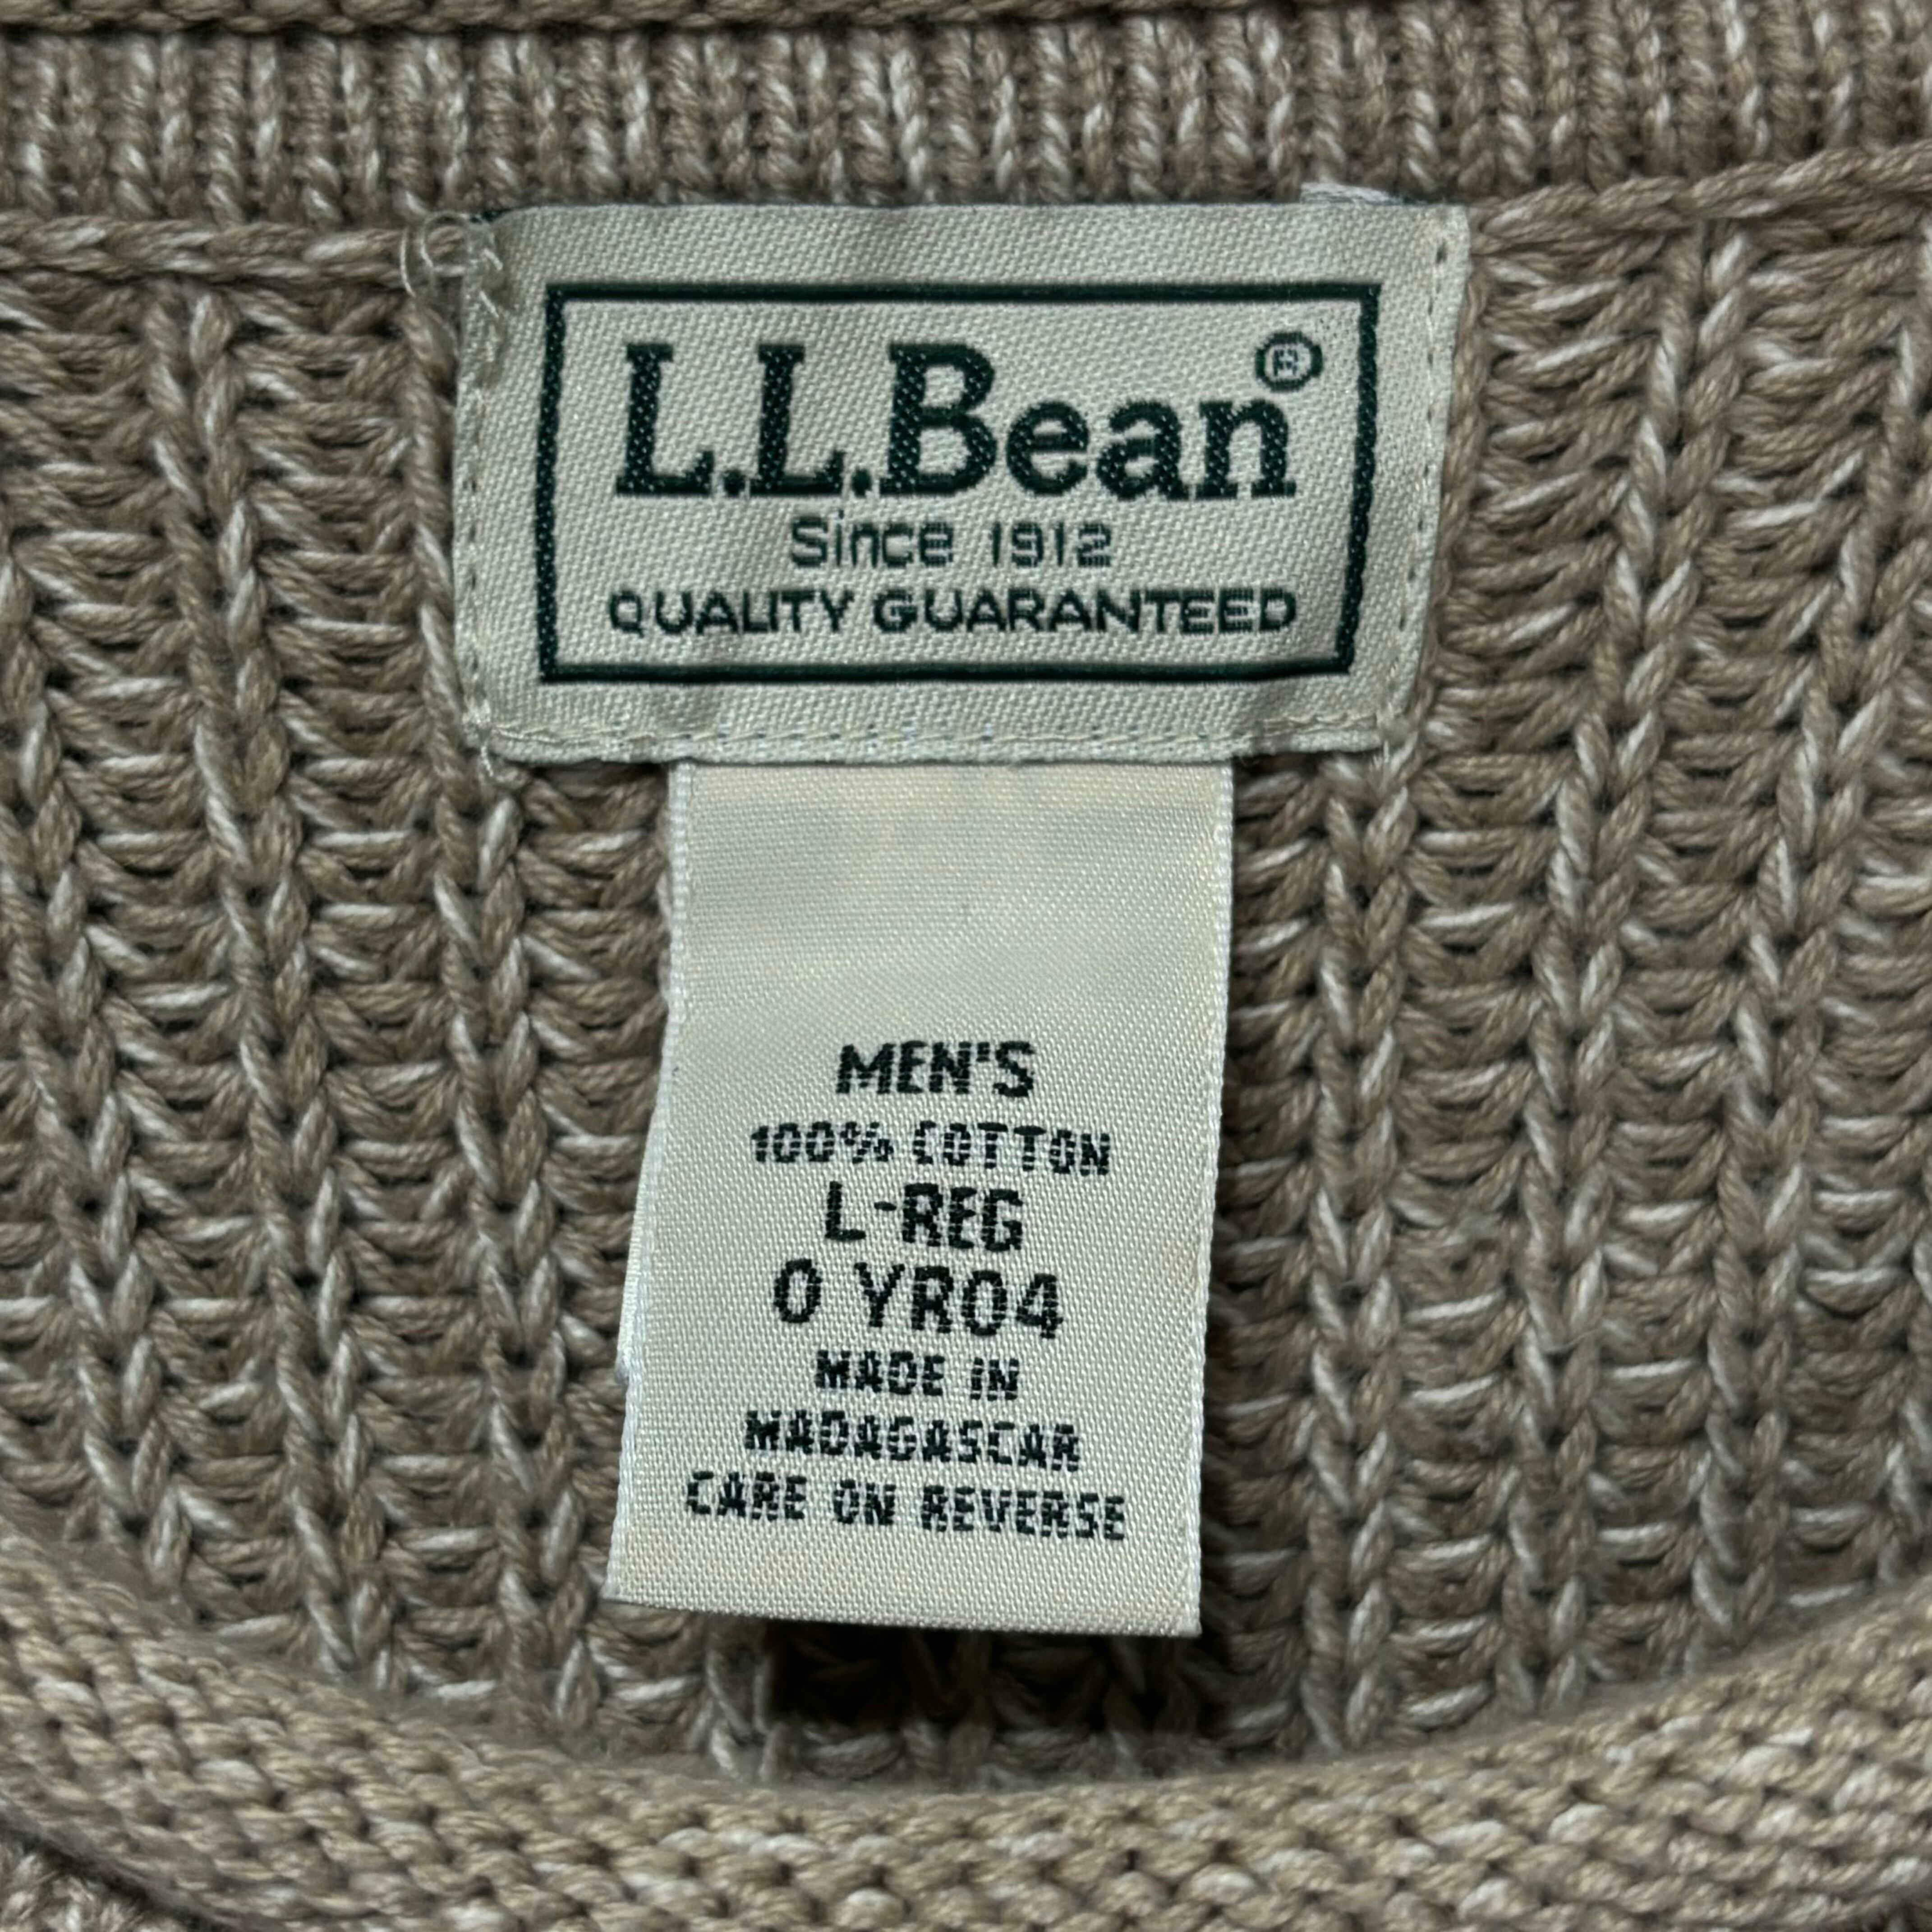 L.L.Bean®
Since 1912
QUALITY GUARANTEED
MEN'S
100% COTTON
L-REG
0 YR04
MADE IN
MADAGASCAR
CARE ON REVERSE